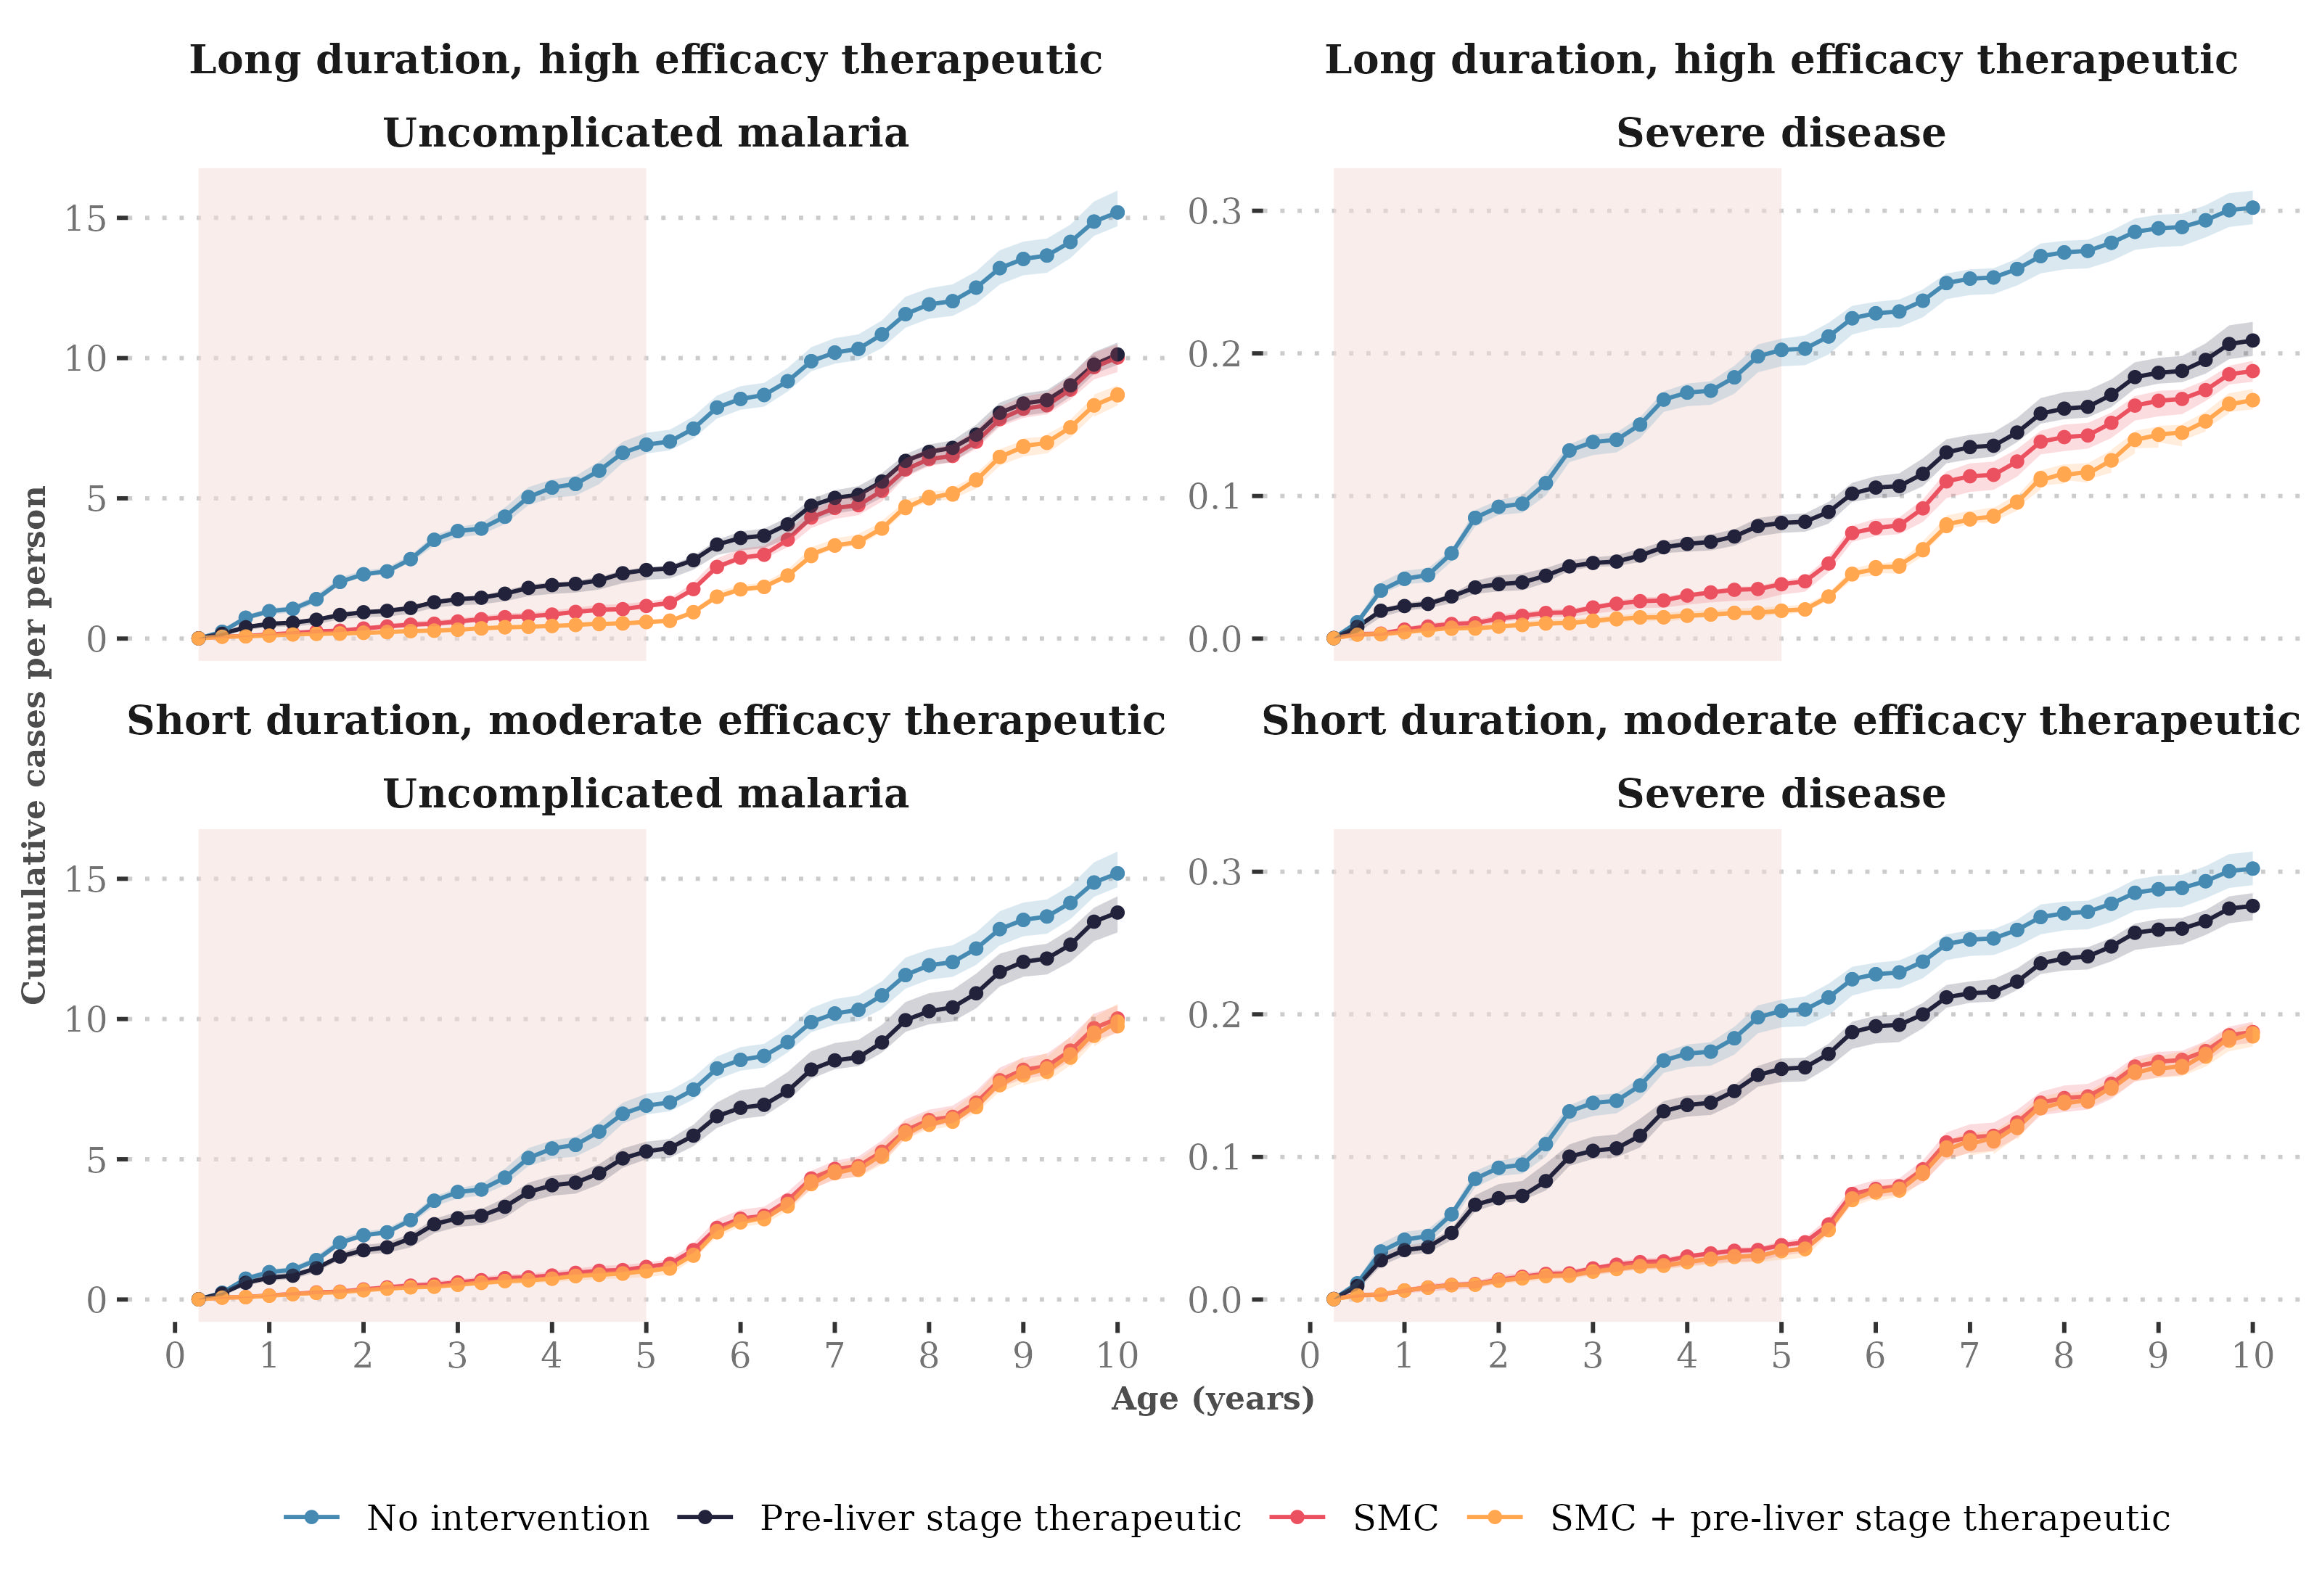 Long duration, high efficacy therapeutic
Uncomplicated malaria
Long duration, high efficacy therapeutic
Severe disease
15
10
5
0
0.3
0.2
0.1
0.0
Short duration, moderate efficacy therapeutic
Uncomplicated malaria
Short duration, moderate efficacy therapeutic
Severe disease
15
10
5
0
0.3
0.2
0.1
0.0
0 1 2 3 4 5 6 7 8 9 10
0 1 2 3 4 5 6 7 8 9 10
Cumulative cases per person
Age (years)
No intervention Pre-liver stage therapeutic SMC SMC + pre-liver stage therapeutic